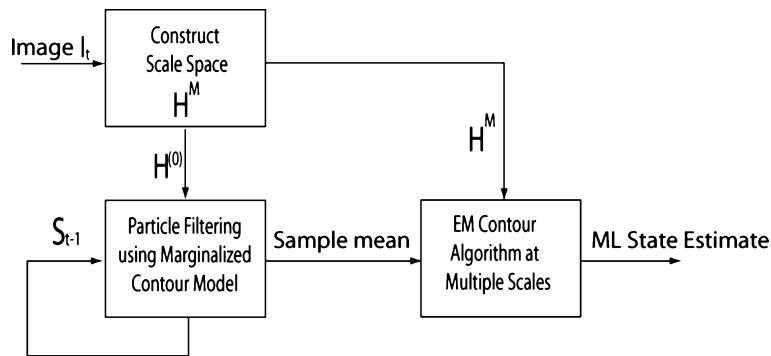 Image I_t
Construct
Scale Space
H^M
H^(0)
H^M
S_t-1
Particle Filtering
using Marginalized
Contour Model
Sample mean
EM Contour
Algorithm at
Multiple Scales
ML State Estimate